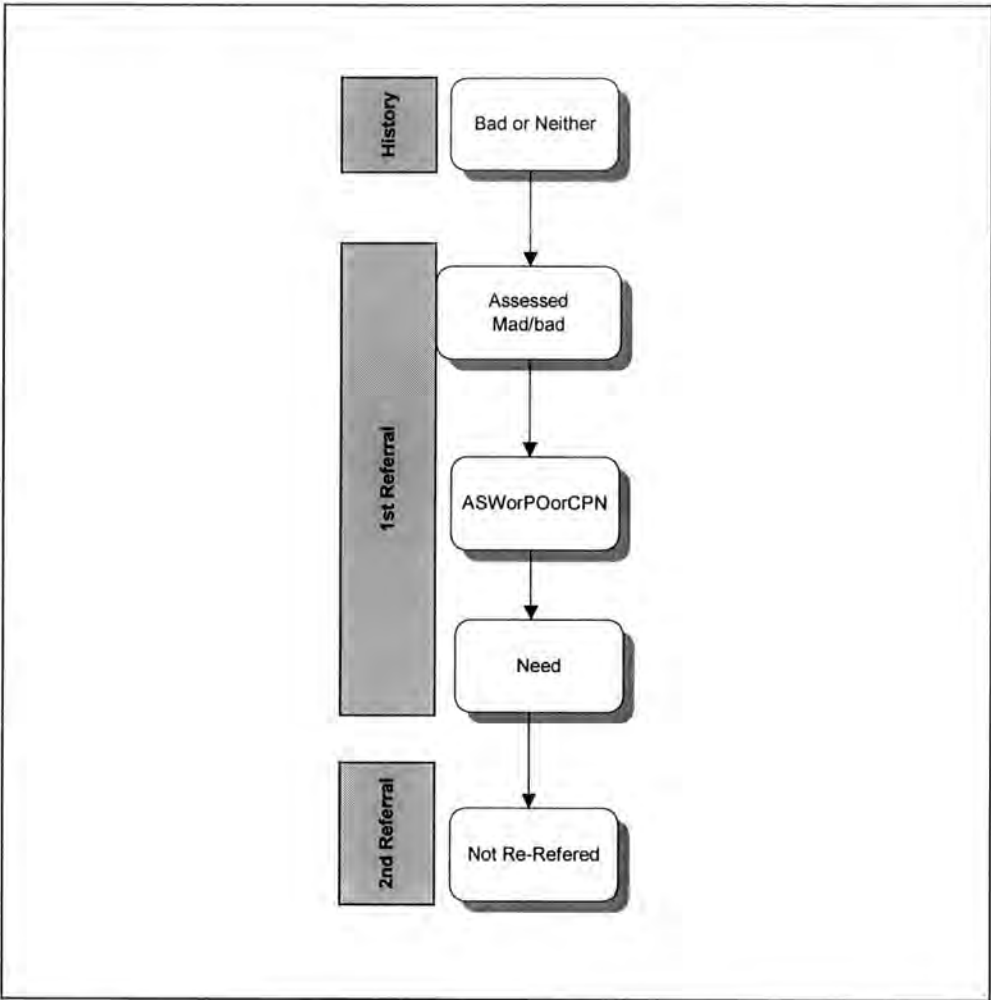 History
Bad or Neither
1st Referral
Assessed
Mad/bad
ASWorPOorCPN
Need
2nd Referral
Not Re-Refered